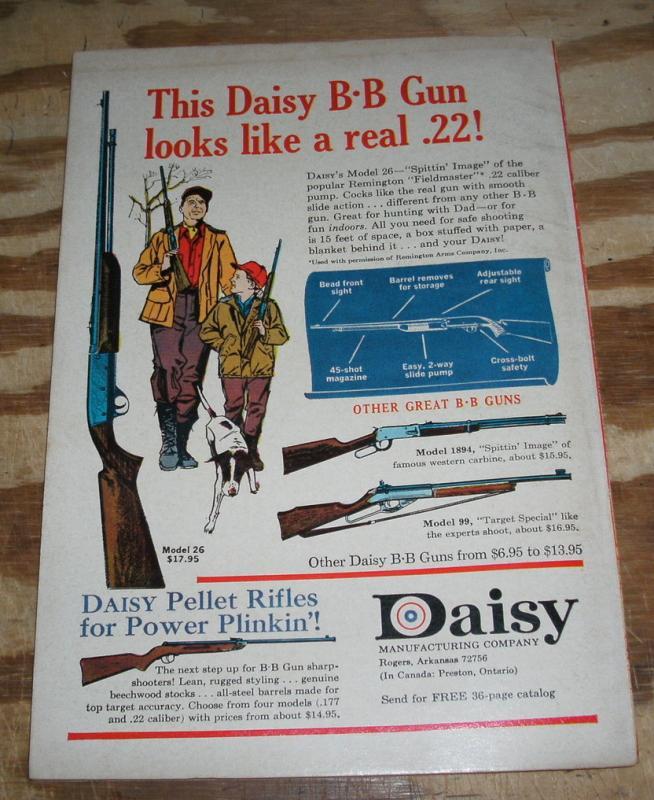 This Daisy B·B Gun
looks like a real .22!
DAISY'S Model 26—"Spittin' Image" of the
popular Remington "Fieldmaster"* .22 caliber
pump. Cocks like the real gun with smooth
slide action . . . different from any other B·B
gun. Great for hunting with Dad—or for
fun indoors. All you need for safe shooting
is 15 feet of space, a box stuffed with paper, a
blanket behind it . . . and your DAISY!
*Used with permission of Remington Arms Company, Inc.
Bead front
sight
Barrel removes
for storage
Adjustable
rear sight
45-shot
magazine
Easy, 2-way
slide pump
Cross-bolt
safety
OTHER GREAT B·B GUNS
Model 1894, "Spittin' Image" of
famous western carbine, about $15.95.
Model 99, "Target Special" like
the experts shoot, about $16.95.
Model 26
$17.95
Other Daisy B·B Guns from $6.95 to $13.95
DAISY Pellet Rifles
for Power Plinkin'!
The next step up for B·B Gun sharp-
shooters! Lean, rugged styling . . . genuine
beechwood stocks . . . all-steel barrels made for
top target accuracy. Choose from four models (.177
and .22 caliber) with prices from about $14.95.
Daisy
MANUFACTURING COMPANY
Rogers, Arkansas 72756
(In Canada: Preston, Ontario)
Send for FREE 36-page catalog